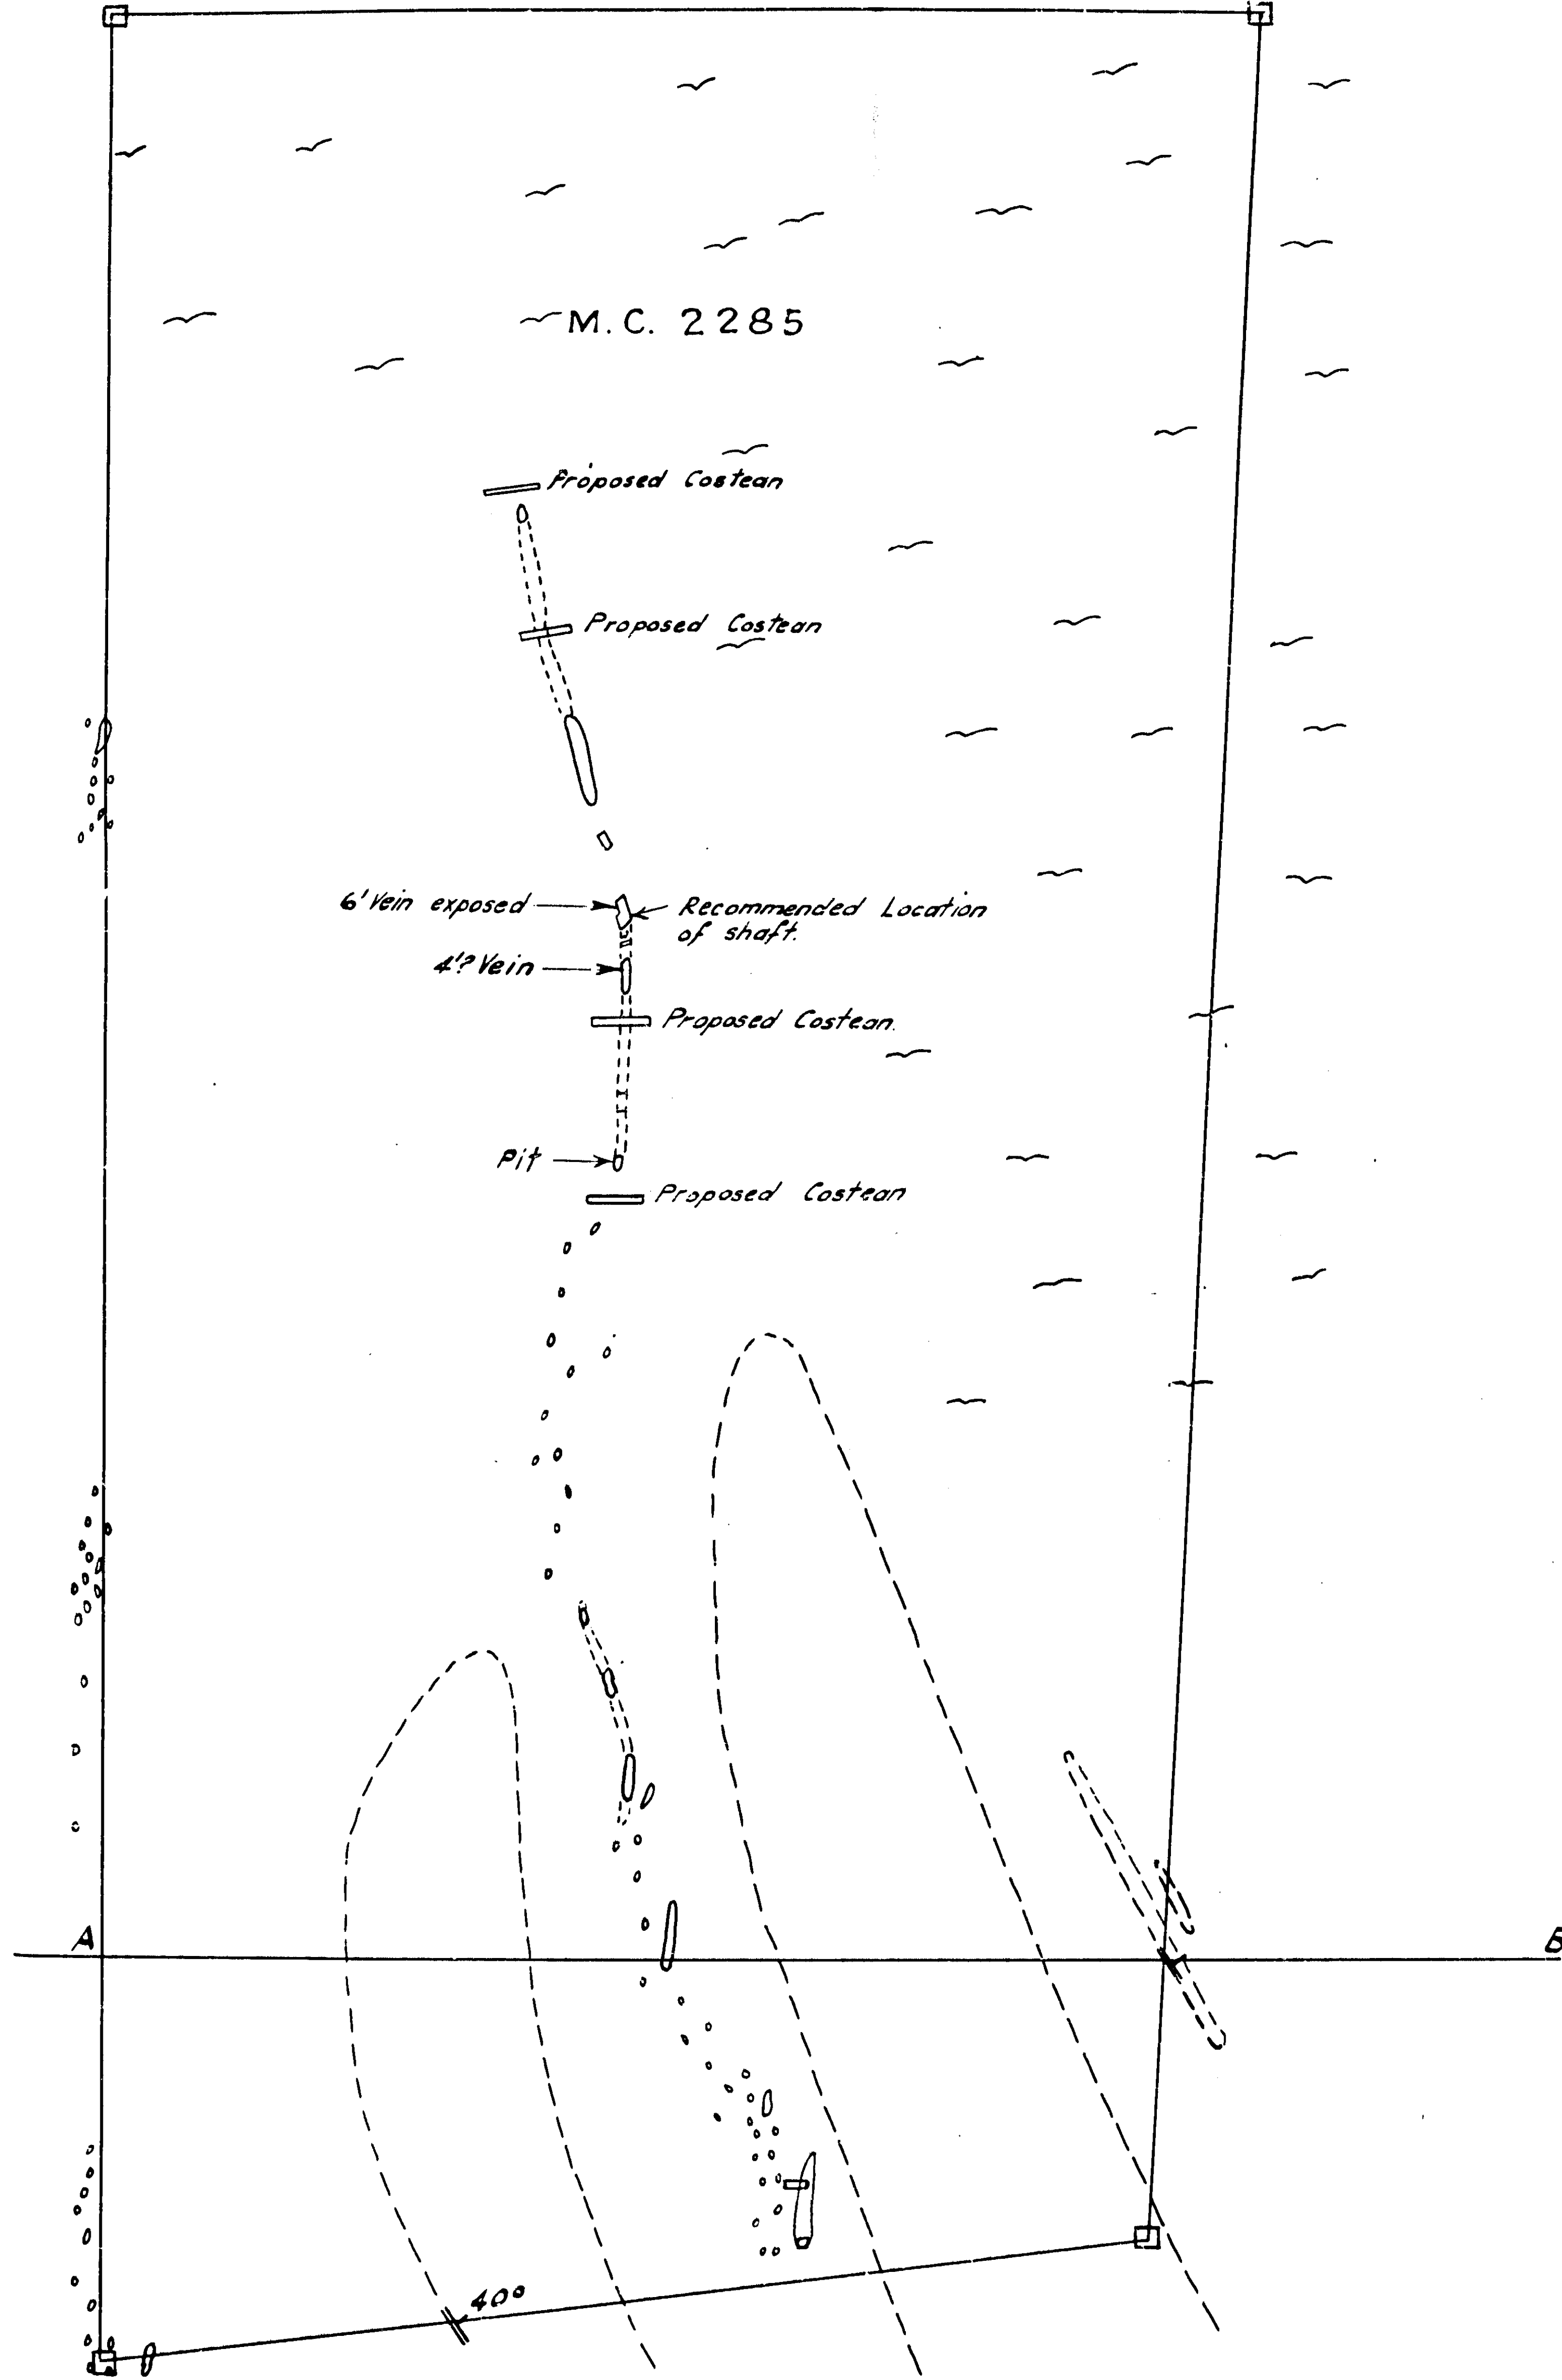 M.C. 2285
Proposed Costean
Proposed Costean
6' Vein exposed
Recommended Location
of shaft.
4'? Vein
Proposed Costean.
Pit
Proposed Costean
A
B
40°